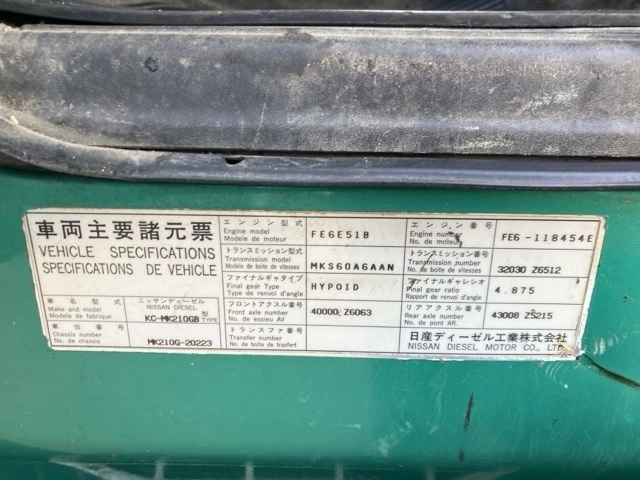 車両主要諸元票
VEHICLE SPECIFICATIONS
SPECIFICATIONS DE VEHICLE
車名型式
Make and model
Modele de fabrique
ニッサンディーゼル
NISSAN DIESEL
KC-MK210GB 型 TYPE
車台番号
Chassis number
No. de chassis
MK210G-20223
エンジン型式
Engine model
Modele de moteur
FE6E51B
トランスミッション型式
Transmission model
Modele de boite de vitesses
MKS60A6AAN
ファイナルギヤタイプ
Final gear Type
Type de renvoi d'angle
HYPOID
フロントアクスル番号
Front axle number
No. de essieu AV
40000 Z6063
トランスファ番号
Transfer number
No. de boite de trasfert
エンジン番号
Engine number
No. de moteur
FE6-118454E
トランスミッション番号
Transmission number
No. de boite de vitesses
32030 Z6512
ファイナルギヤレシオ
Final gear ratio
Rapport de renvoi d'angle
4.875
リヤアクスル番号
Rear axle number
No. de pont AR.
43008 Z5215
日産ディーゼル工業株式会社
NISSAN DIESEL MOTOR CO., LTD.